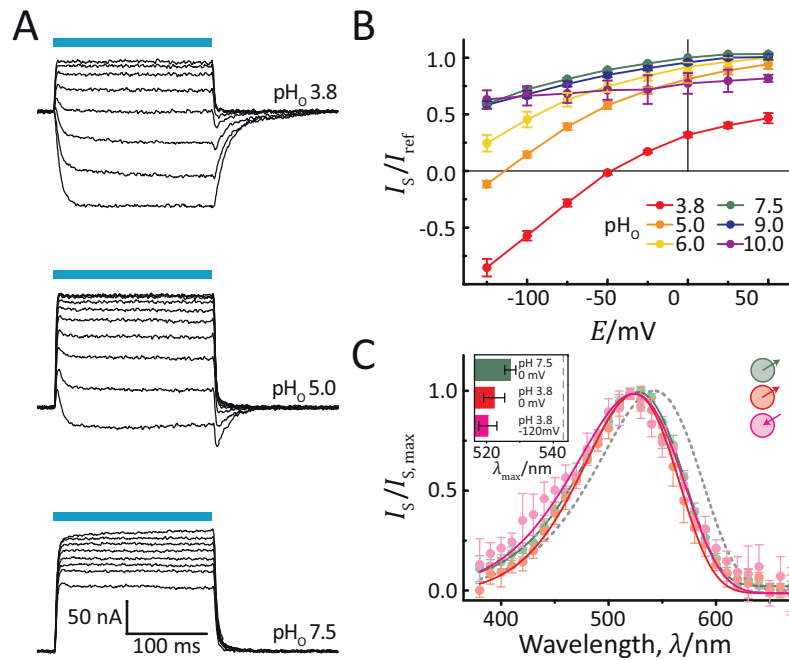 A
pHo 3.8
pHo 5.0
pHo 7.5
50 nA
100 ms
B
1.0
0.5
0.0
-0.5
IS/Iref
-100
-50
0
50
E/mV
pHo
3.8
7.5
5.0
9.0
6.0
10.0
C
1.0
0.5
0.0
IS/IS, max
pH 7.5
0 mV
pH 3.8
0 mV
pH 3.8
-120mV
520
540
λmax/nm
400
500
600
Wavelength, λ/nm